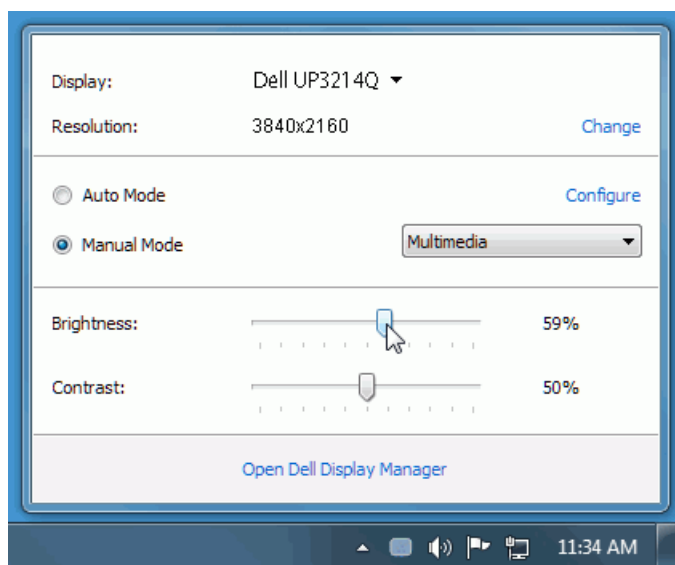 Display: Dell UP3214Q
Resolution: 3840x2160 Change
Auto Mode Configure
Manual Mode Multimedia
Brightness: 59%
Contrast: 50%
Open Dell Display Manager
11:34 AM